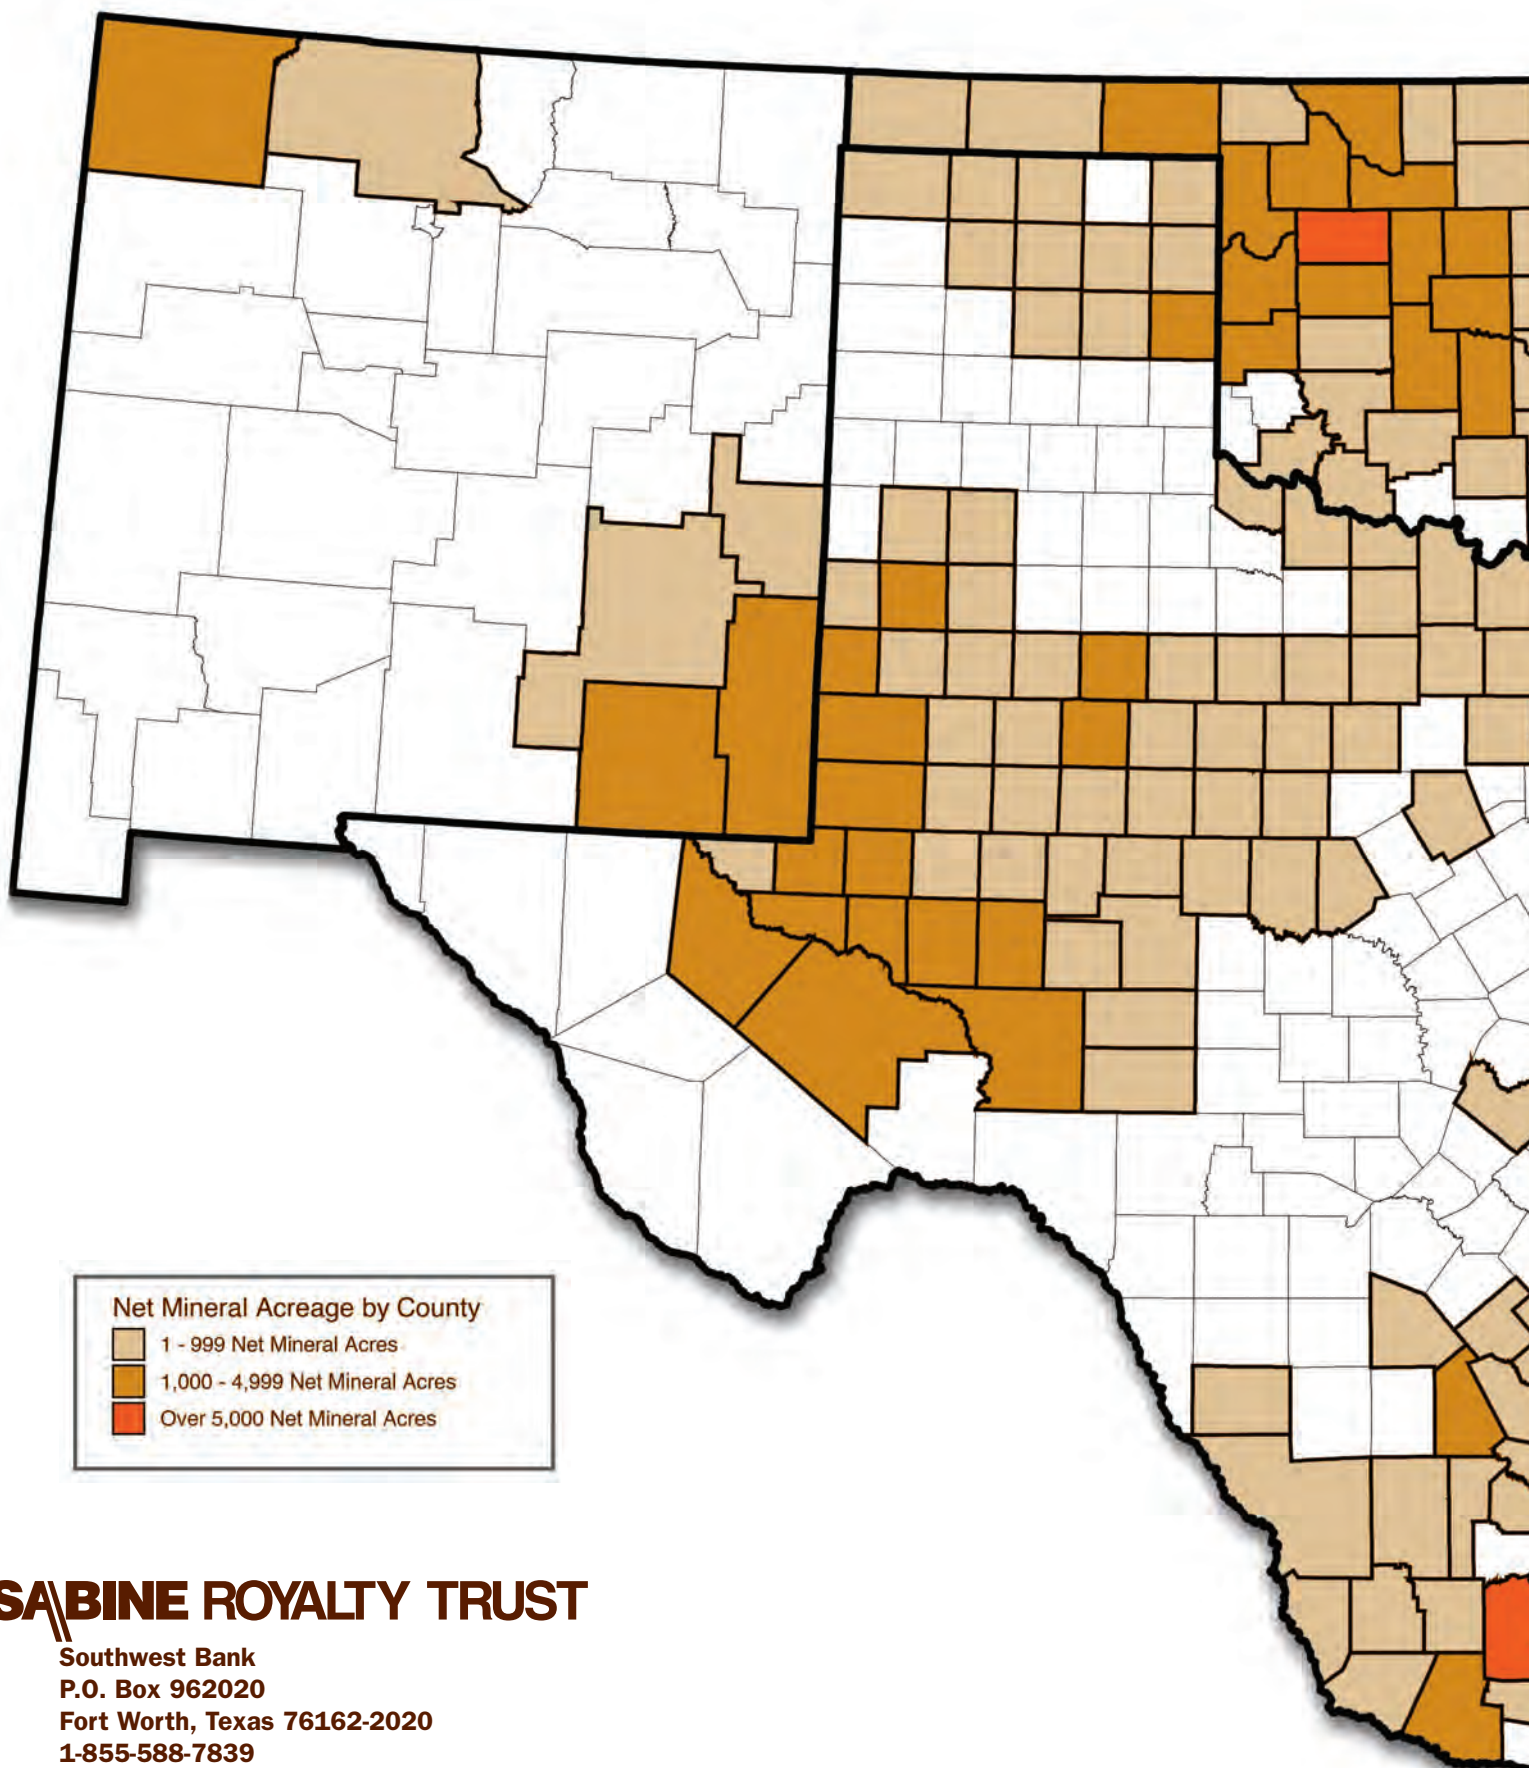 Net Mineral Acreage by County
1 - 999 Net Mineral Acres
1,000 - 4,999 Net Mineral Acres
Over 5,000 Net Mineral Acres
SABINE ROYALTY TRUST
Southwest Bank
P.O. Box 962020
Fort Worth, Texas 76162-2020
1-855-588-7839